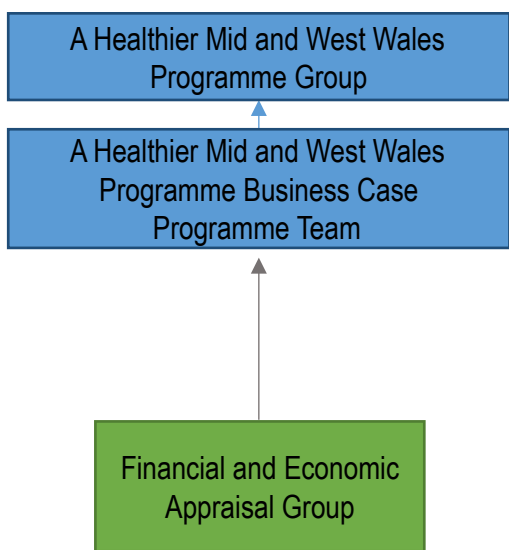 A Healthier Mid and West Wales
Programme Group
A Healthier Mid and West Wales
Programme Business Case
Programme Team
Financial and Economic
Appraisal Group